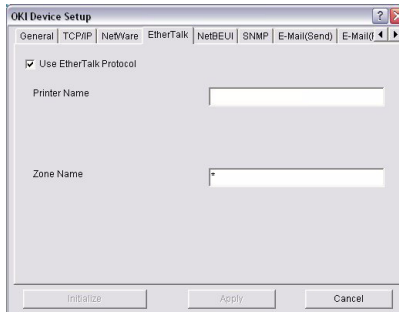 OKI Device Setup
General TCP/IP NetWare EtherTalk NetBEUI SNMP E-Mail(Send) E-Mail(
Use EtherTalk Protocol
Printer Name
Zone Name *
Initialize Apply Cancel